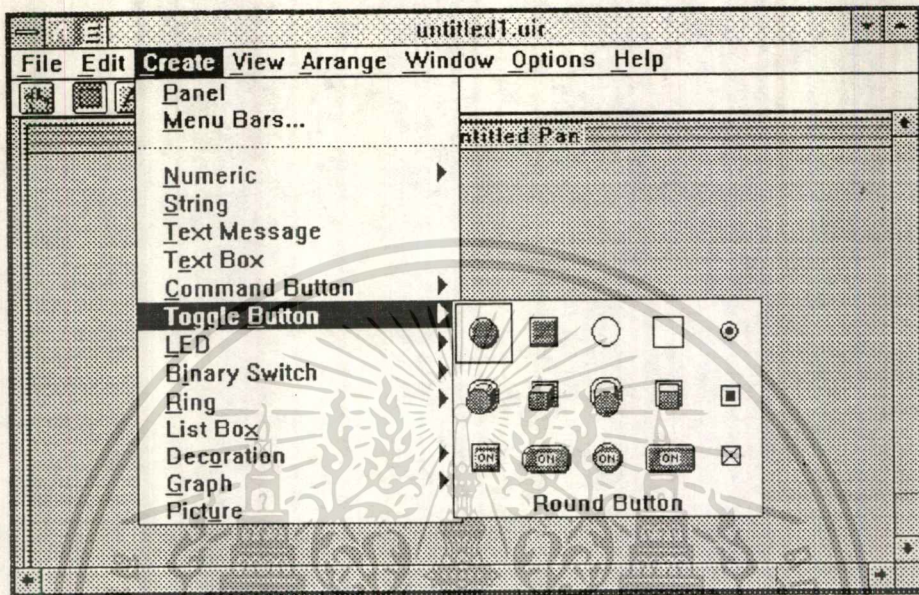 untitled1.uir
File Edit Create View Arrange Window Options Help
Panel
Menu Bars...
ntitled Pan
Numeric
String
Text Message
Text Box
Command Button
Toggle Button
LED
Binary Switch
Ring
List Box
Decoration
Graph
Picture
ON ON ON ON
Round Button